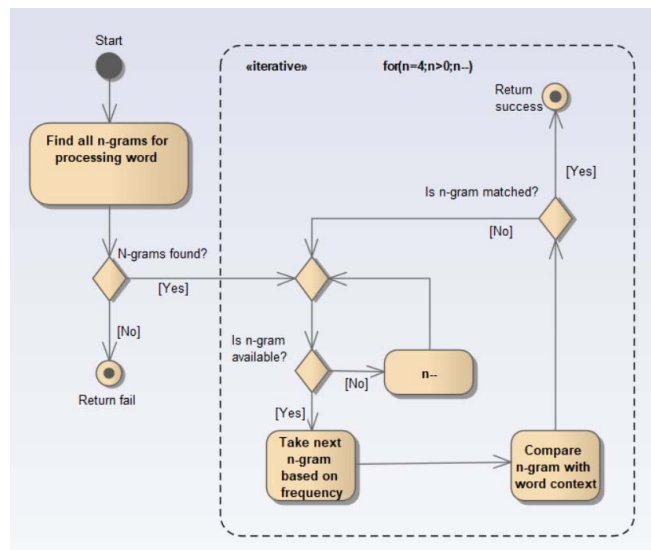 Start
«iterative»
for(n=4;n>0;n--)
Return
success
Find all n-grams for
processing word
[Yes]
Is n-gram matched?
[No]
N-grams found?
[Yes]
[No]
Is n-gram
available?
[No]
n--
Return fail
[Yes]
Take next
n-gram
based on
frequency
Compare
n-gram with
word context